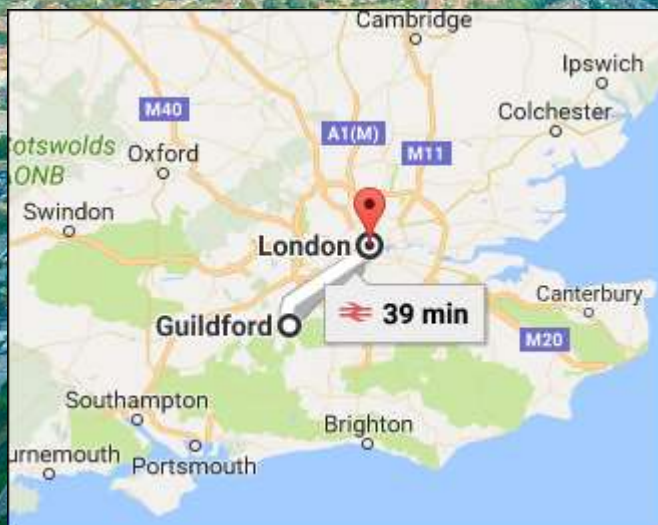 Cambridge
Ipswich
M40
Colchester
A1(M)
otswolds
ONB
Oxford
M11
Swindon
London
39 min
Canterbury
Guildford
M20
Southampton
Brighton
urnemouth
Portsmouth